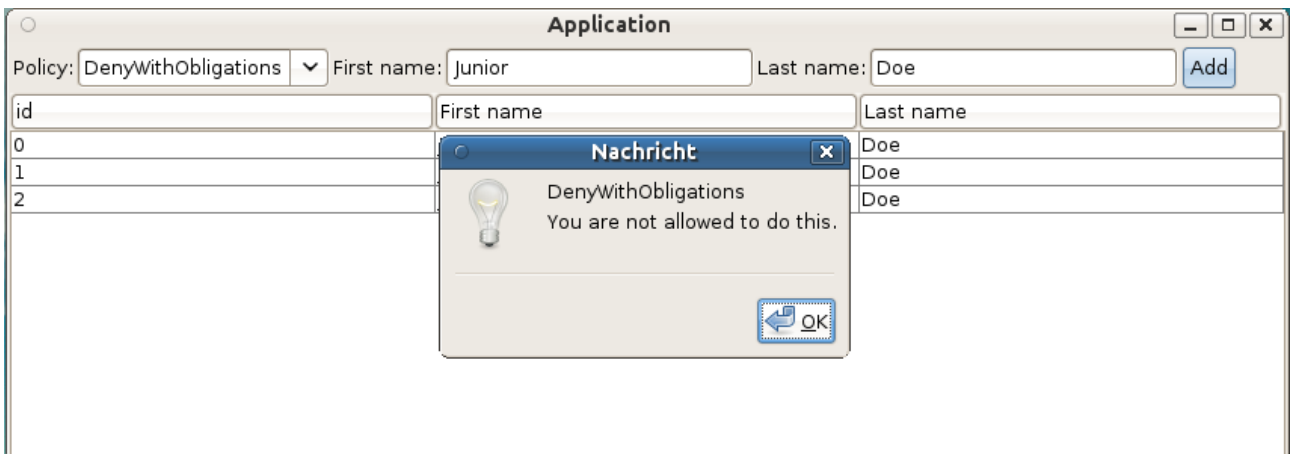 Application
Policy: DenyWithObligations First name: Junior Last name: Doe Add
id First name Last name
0 Doe
1 Doe
2 Doe
Nachricht
DenyWithObligations
You are not allowed to do this.
OK